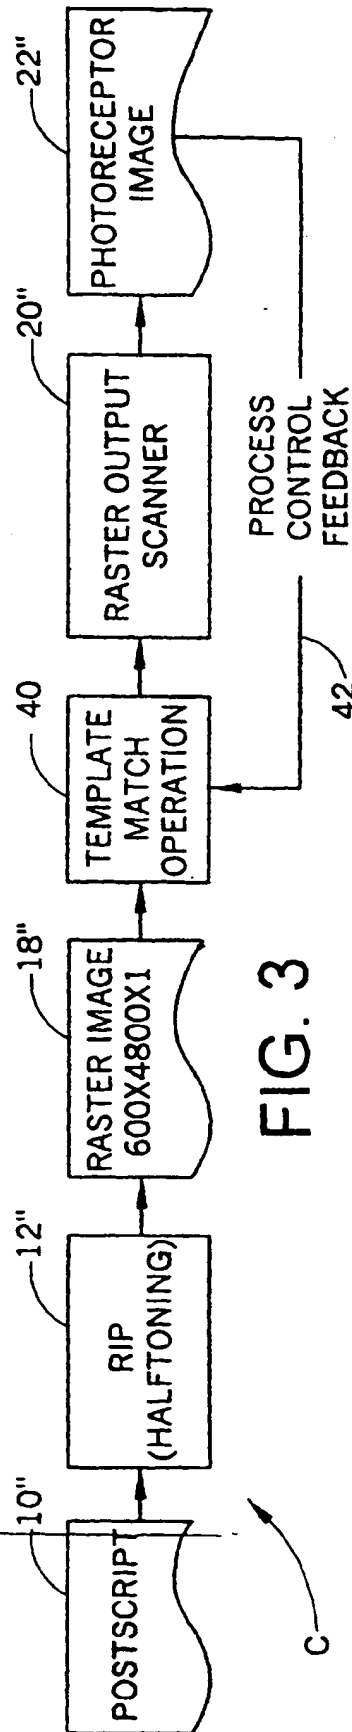 10"
POSTSCRIPT
12"
RIP
(HALFTONING)
18"
RASTER IMAGE
600X4800X1
40
TEMPLATE
MATCH
OPERATION
20"
RASTER OUTPUT
SCANNER
22"
PHOTORECEPTOR
IMAGE
PROCESS
CONTROL
FEEDBACK
42
C
FIG. 3